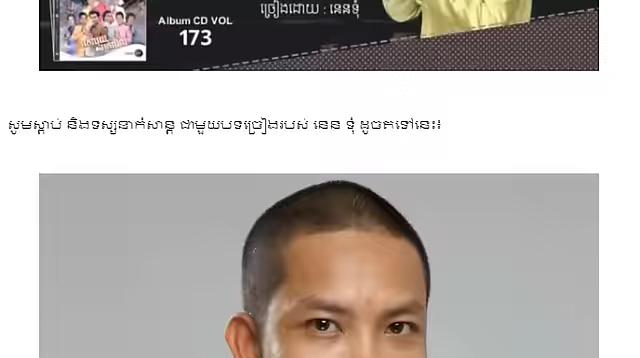 ច្រៀងដោយ : នេនទុំ
Album CD VOL
173
សូមស្តាប់ និងទស្សនាកំសាន្ត ជាមួយបទច្រៀងរបស់ នេន ទុំ ដូចតទៅនេះ៖